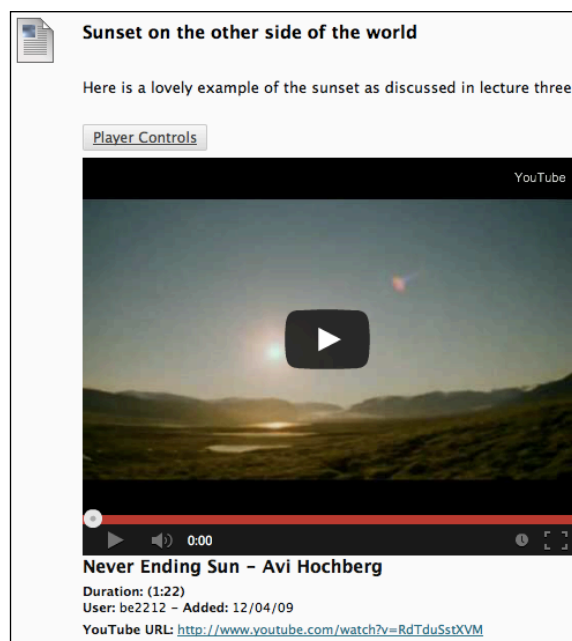 Sunset on the other side of the world
Here is a lovely example of the sunset as discussed in lecture three
Player Controls
YouTube
0:00
Never Ending Sun – Avi Hochberg
Duration: (1:22)
User: be2212 – Added: 12/04/09
YouTube URL: http://www.youtube.com/watch?v=RdTduSstXVM